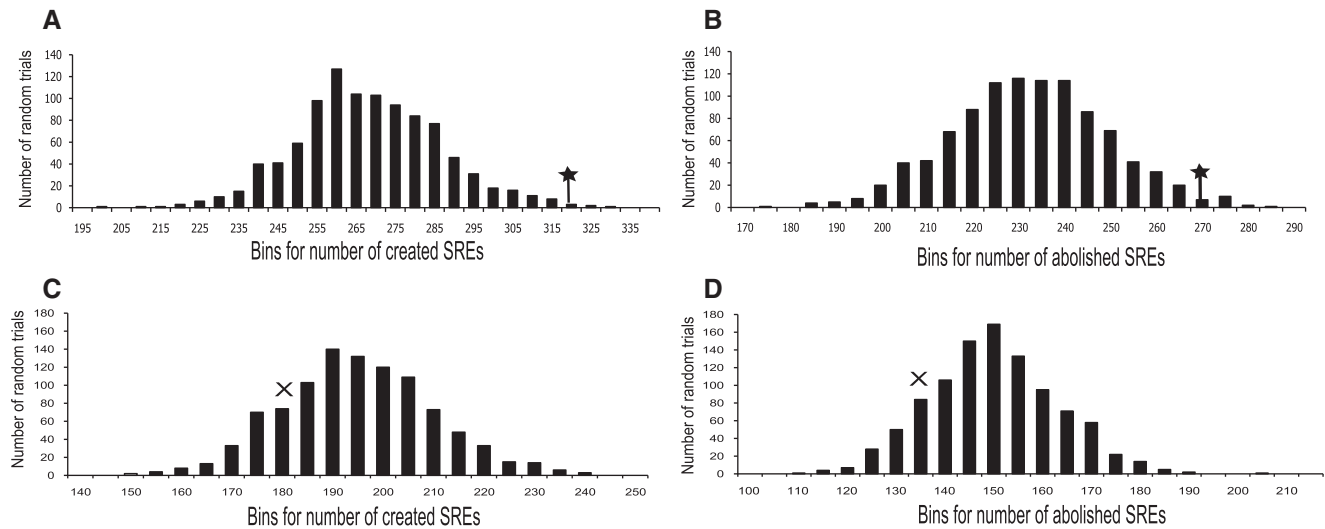 A
Number of random trials
140
120
100
80
60
40
20
0
195 205 215 225 235 245 255 265 275 285 295 305 315 325 335
Bins for number of created SREs
B
Number of random trials
140
120
100
80
60
40
20
0
170 180 190 200 210 220 230 240 250 260 270 280 290
Bins for number of abolished SREs
C
Number of random trials
180
160
140
120
100
80
60
40
20
0
140 150 160 170 180 190 200 210 220 230 240 250
Bins for number of created SREs
D
Number of random trials
180
160
140
120
100
80
60
40
20
0
100 110 120 130 140 150 160 170 180 190 200 210
Bins for number of abolished SREs